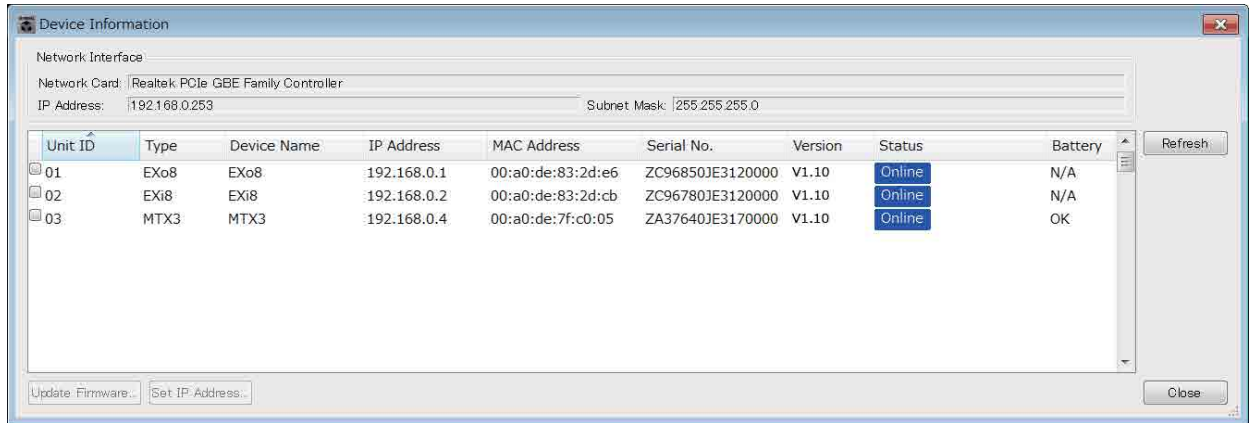 Device Information
Network Interface
Network Card: Realtek PCIe GBE Family Controller
IP Address: 192.168.0.253 Subnet Mask: 255.255.255.0
Unit ID Type Device Name IP Address MAC Address Serial No. Version Status Battery Refresh
01 EXo8 EXo8 192.168.0.1 00:a0:de:83:2d:e6 ZC96850JE3120000 V1.10 Online N/A
02 EXi8 EXi8 192.168.0.2 00:a0:de:83:2d:cb ZC96780JE3120000 V1.10 Online N/A
03 MTX3 MTX3 192.168.0.4 00:a0:de:7f:c0:05 ZA37640JE3170000 V1.10 Online OK
Update Firmware... Set IP Address... Close